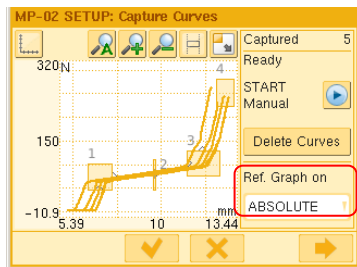 MP-02 SETUP: Capture Curves
Captured 5
Ready
START
Manual
Delete Curves
Ref. Graph on
ABSOLUTE
A
320 N
150
-10.9
5.39 10 13.44
mm
1
2
3
4